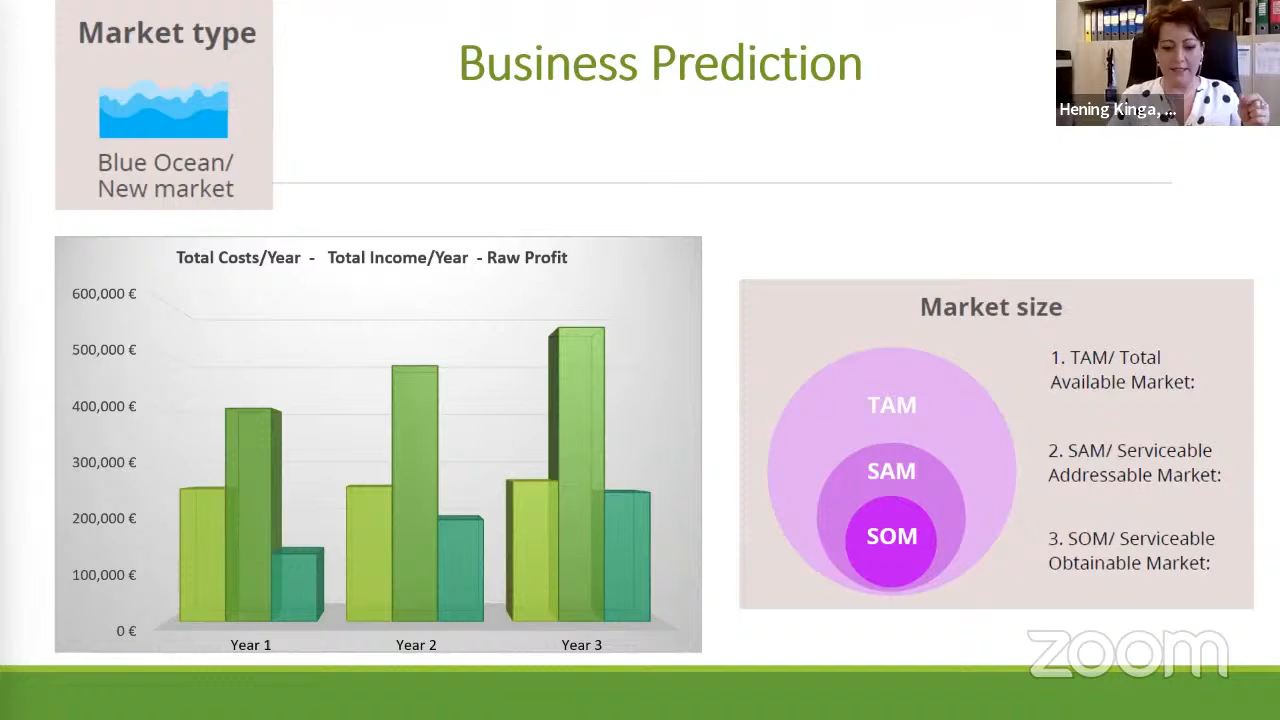 Market type
Blue Ocean/
New market
Business Prediction
Hening Kinga, ...
Total Costs/Year - Total Income/Year - Raw Profit
600,000 €
500,000 €
400,000 €
300,000 €
200,000 €
100,000 €
0 €
Year 1
Year 2
Year 3
Market size
TAM
SAM
SOM
1. TAM/ Total
Available Market:
2. SAM/ Serviceable
Addressable Market:
3. SOM/ Serviceable
Obtainable Market:
zoom